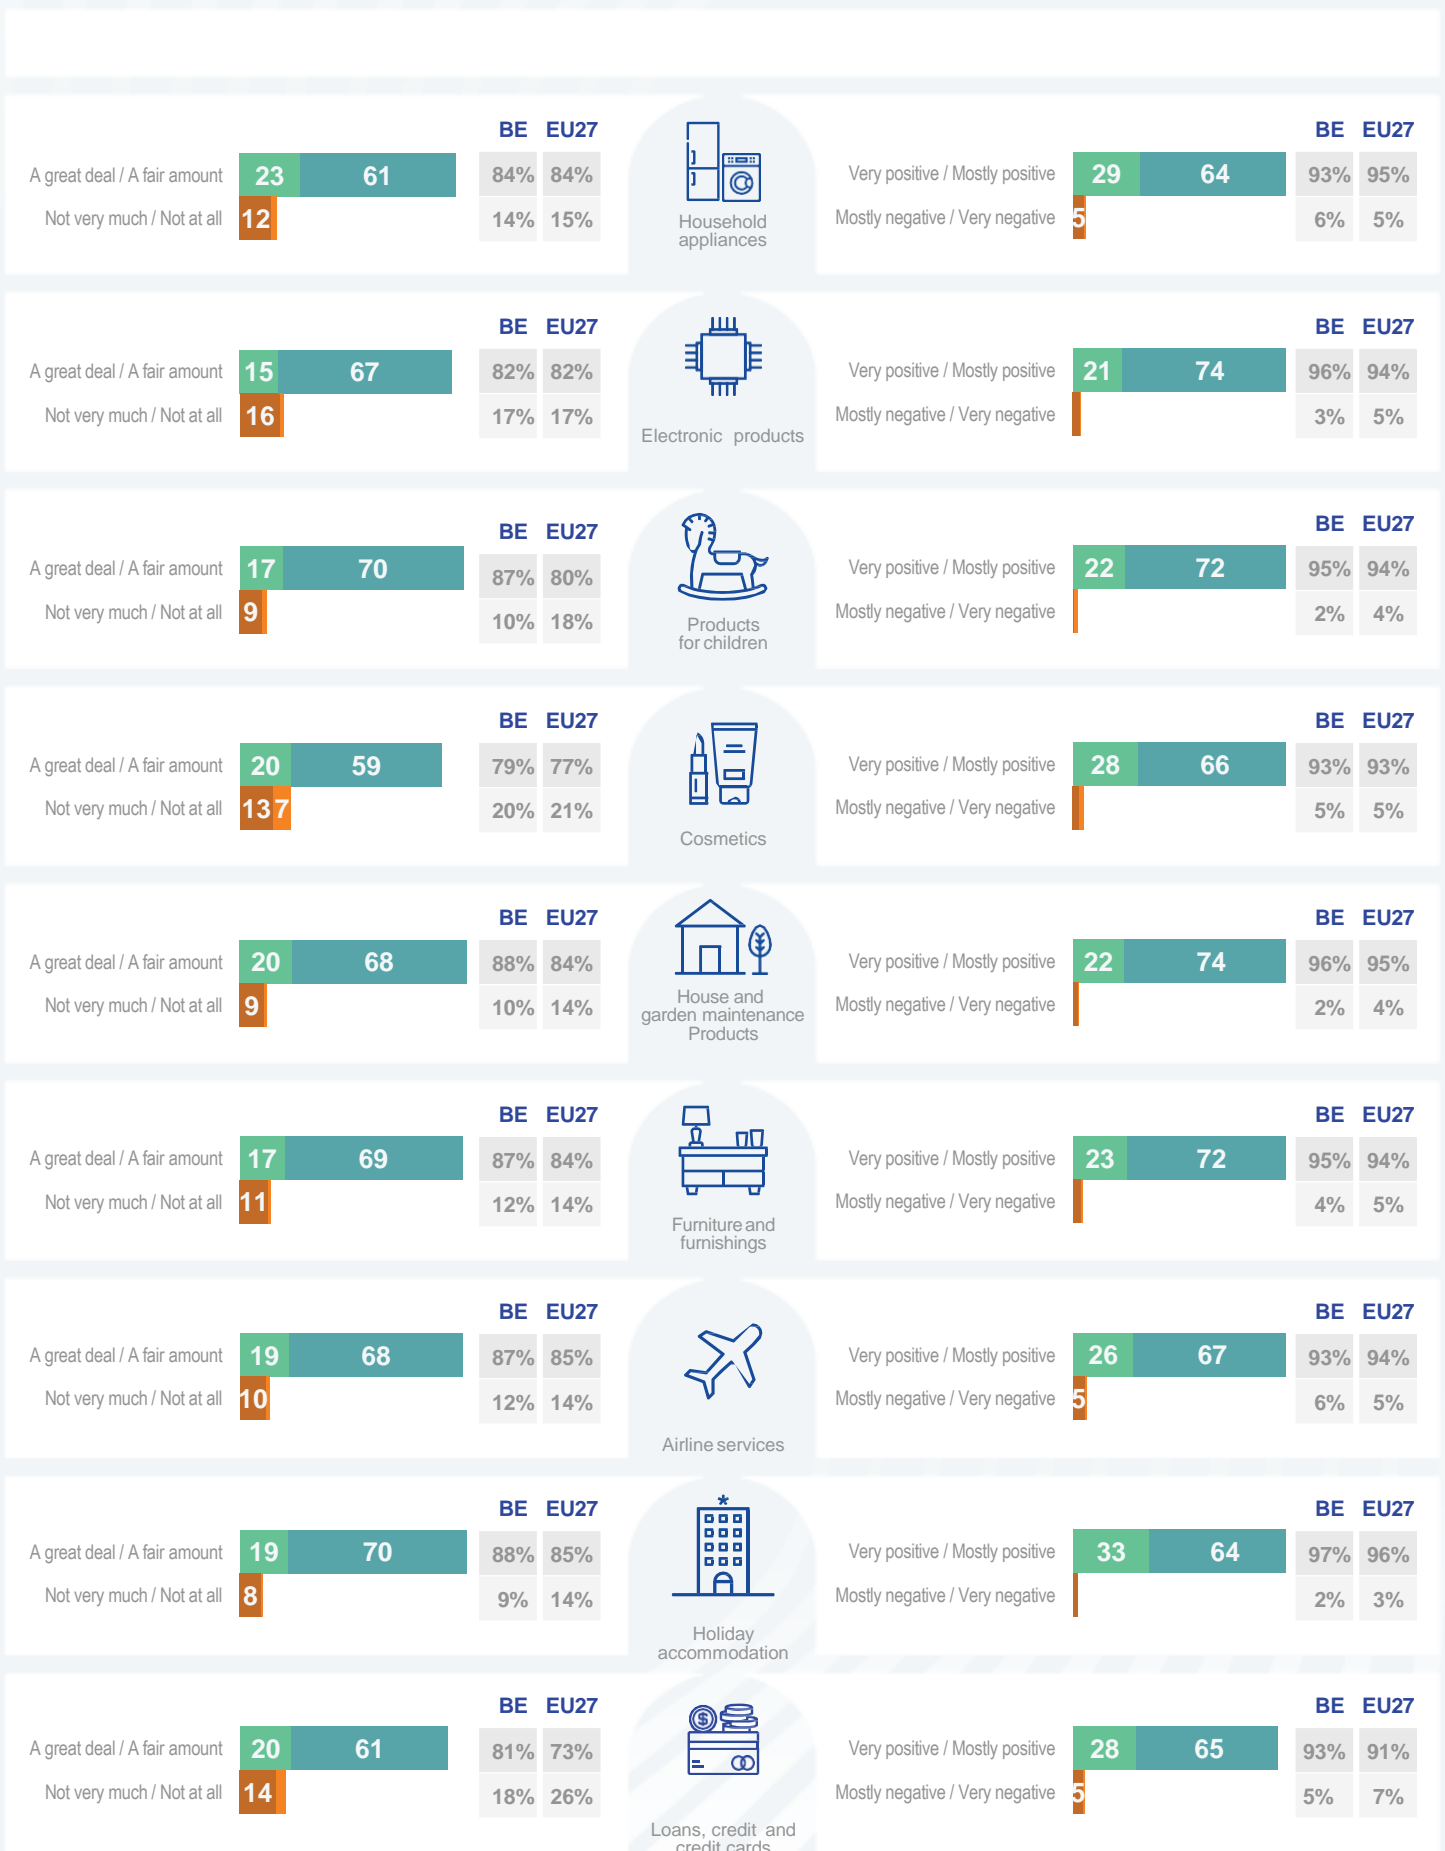 BE EU27
A great deal / A fair amount 23 61 84% 84%
Not very much / Not at all 12 14% 15%
Household
appliances
BE EU27
Very positive / Mostly positive 29 64 93% 95%
Mostly negative / Very negative 5 6% 5%
BE EU27
A great deal / A fair amount 15 67 82% 82%
Not very much / Not at all 16 17% 17%
Electronic products
BE EU27
Very positive / Mostly positive 21 74 96% 94%
Mostly negative / Very negative 3% 5%
BE EU27
A great deal / A fair amount 17 70 87% 80%
Not very much / Not at all 9 10% 18%
Products
for children
BE EU27
Very positive / Mostly positive 22 72 95% 94%
Mostly negative / Very negative 2% 4%
BE EU27
A great deal / A fair amount 20 59 79% 77%
Not very much / Not at all 13 7 20% 21%
Cosmetics
BE EU27
Very positive / Mostly positive 28 66 93% 93%
Mostly negative / Very negative 5% 5%
BE EU27
A great deal / A fair amount 20 68 88% 84%
Not very much / Not at all 9 10% 14%
House and
garden maintenance
Products
BE EU27
Very positive / Mostly positive 22 74 96% 95%
Mostly negative / Very negative 2% 4%
BE EU27
A great deal / A fair amount 17 69 87% 84%
Not very much / Not at all 11 12% 14%
Furniture and
furnishings
BE EU27
Very positive / Mostly positive 23 72 95% 94%
Mostly negative / Very negative 4% 5%
BE EU27
A great deal / A fair amount 19 68 87% 85%
Not very much / Not at all 10 12% 14%
Airline services
BE EU27
Very positive / Mostly positive 26 67 93% 94%
Mostly negative / Very negative 5 6% 5%
BE EU27
A great deal / A fair amount 19 70 88% 85%
Not very much / Not at all 8 9% 14%
Holiday
accommodation
BE EU27
Very positive / Mostly positive 33 64 97% 96%
Mostly negative / Very negative 2% 3%
BE EU27
A great deal / A fair amount 20 61 81% 73%
Not very much / Not at all 14 18% 26%
$
Loans, credit and
credit cards
BE EU27
Very positive / Mostly positive 28 65 93% 91%
Mostly negative / Very negative 5 5% 7%